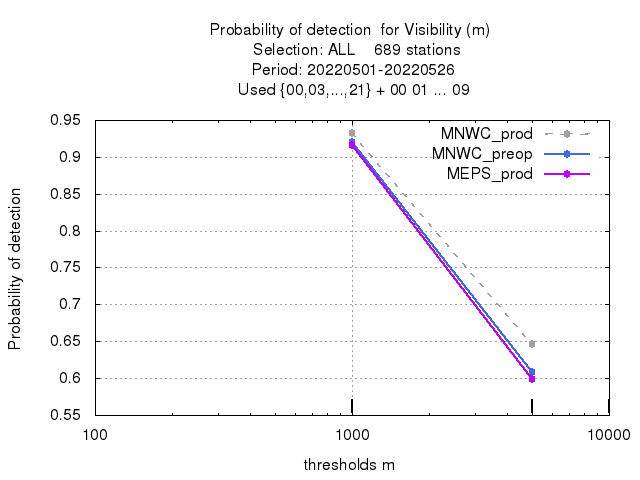 Probability of detection  for Visibility (m)
Selection: ALL    689 stations
Period: 20220501-20220526
Used {00,03,...,21} + 00 01 ... 09
0.95
0.9
0.85
0.8
0.75
0.7
0.65
0.6
0.55
Probability of detection
MNWC_prod
MNWC_preop
MEPS_prod
100
1000
10000
thresholds m